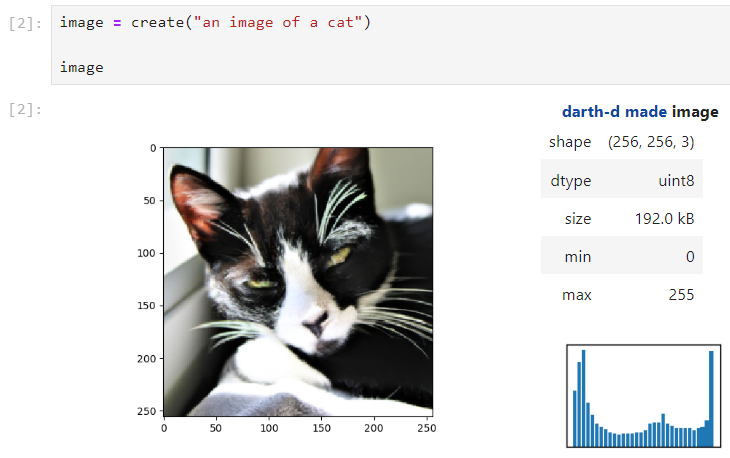 [2]: image = create("an image of a cat")
image
[2]:
darth-d made image
shape (256, 256, 3)
dtype uint8
size 192.0 kB
min 0
max 255
0
50
100
150
200
250
0 50 100 150 200 250